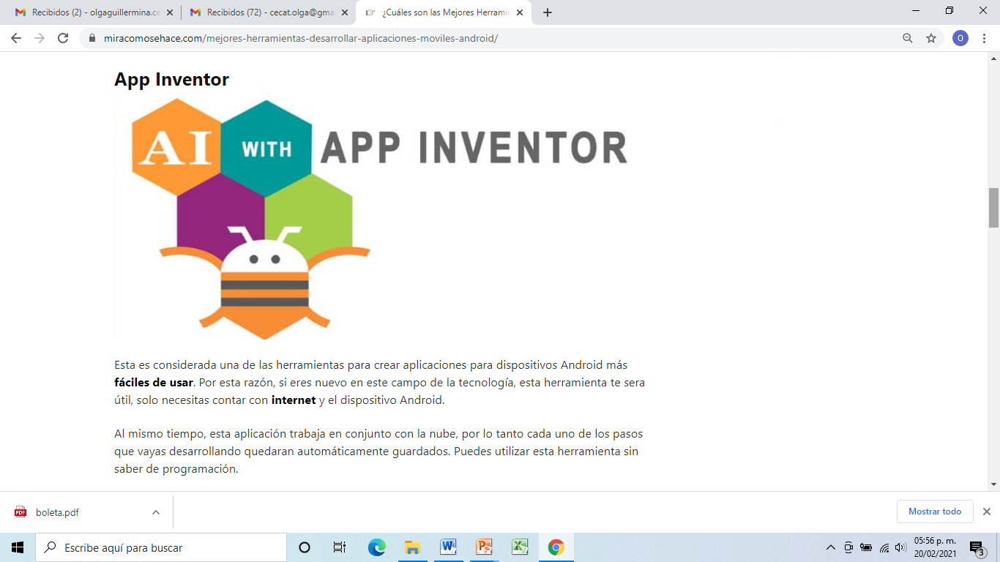 Recibidos (2) - olgaguillermina.ce
Recibidos (72) - cecat.olga@gma
¿Cuáles son las Mejores Herrami
miracomosehace.com/mejores-herramientas-desarrollar-aplicaciones-moviles-android/
O
App Inventor
AI WITH APP INVENTOR
Esta es considerada una de las herramientas para crear aplicaciones para dispositivos Android más
fáciles de usar. Por esta razón, si eres nuevo en este campo de la tecnología, esta herramienta te sera
útil, solo necesitas contar con internet y el dispositivo Android.
Al mismo tiempo, esta aplicación trabaja en conjunto con la nube, por lo tanto cada uno de los pasos
que vayas desarrollando quedaran automáticamente guardados. Puedes utilizar esta herramienta sin
saber de programación.
PDF
boleta.pdf
Mostrar todo
Escribe aquí para buscar
05:56 p. m.
20/02/2021
3